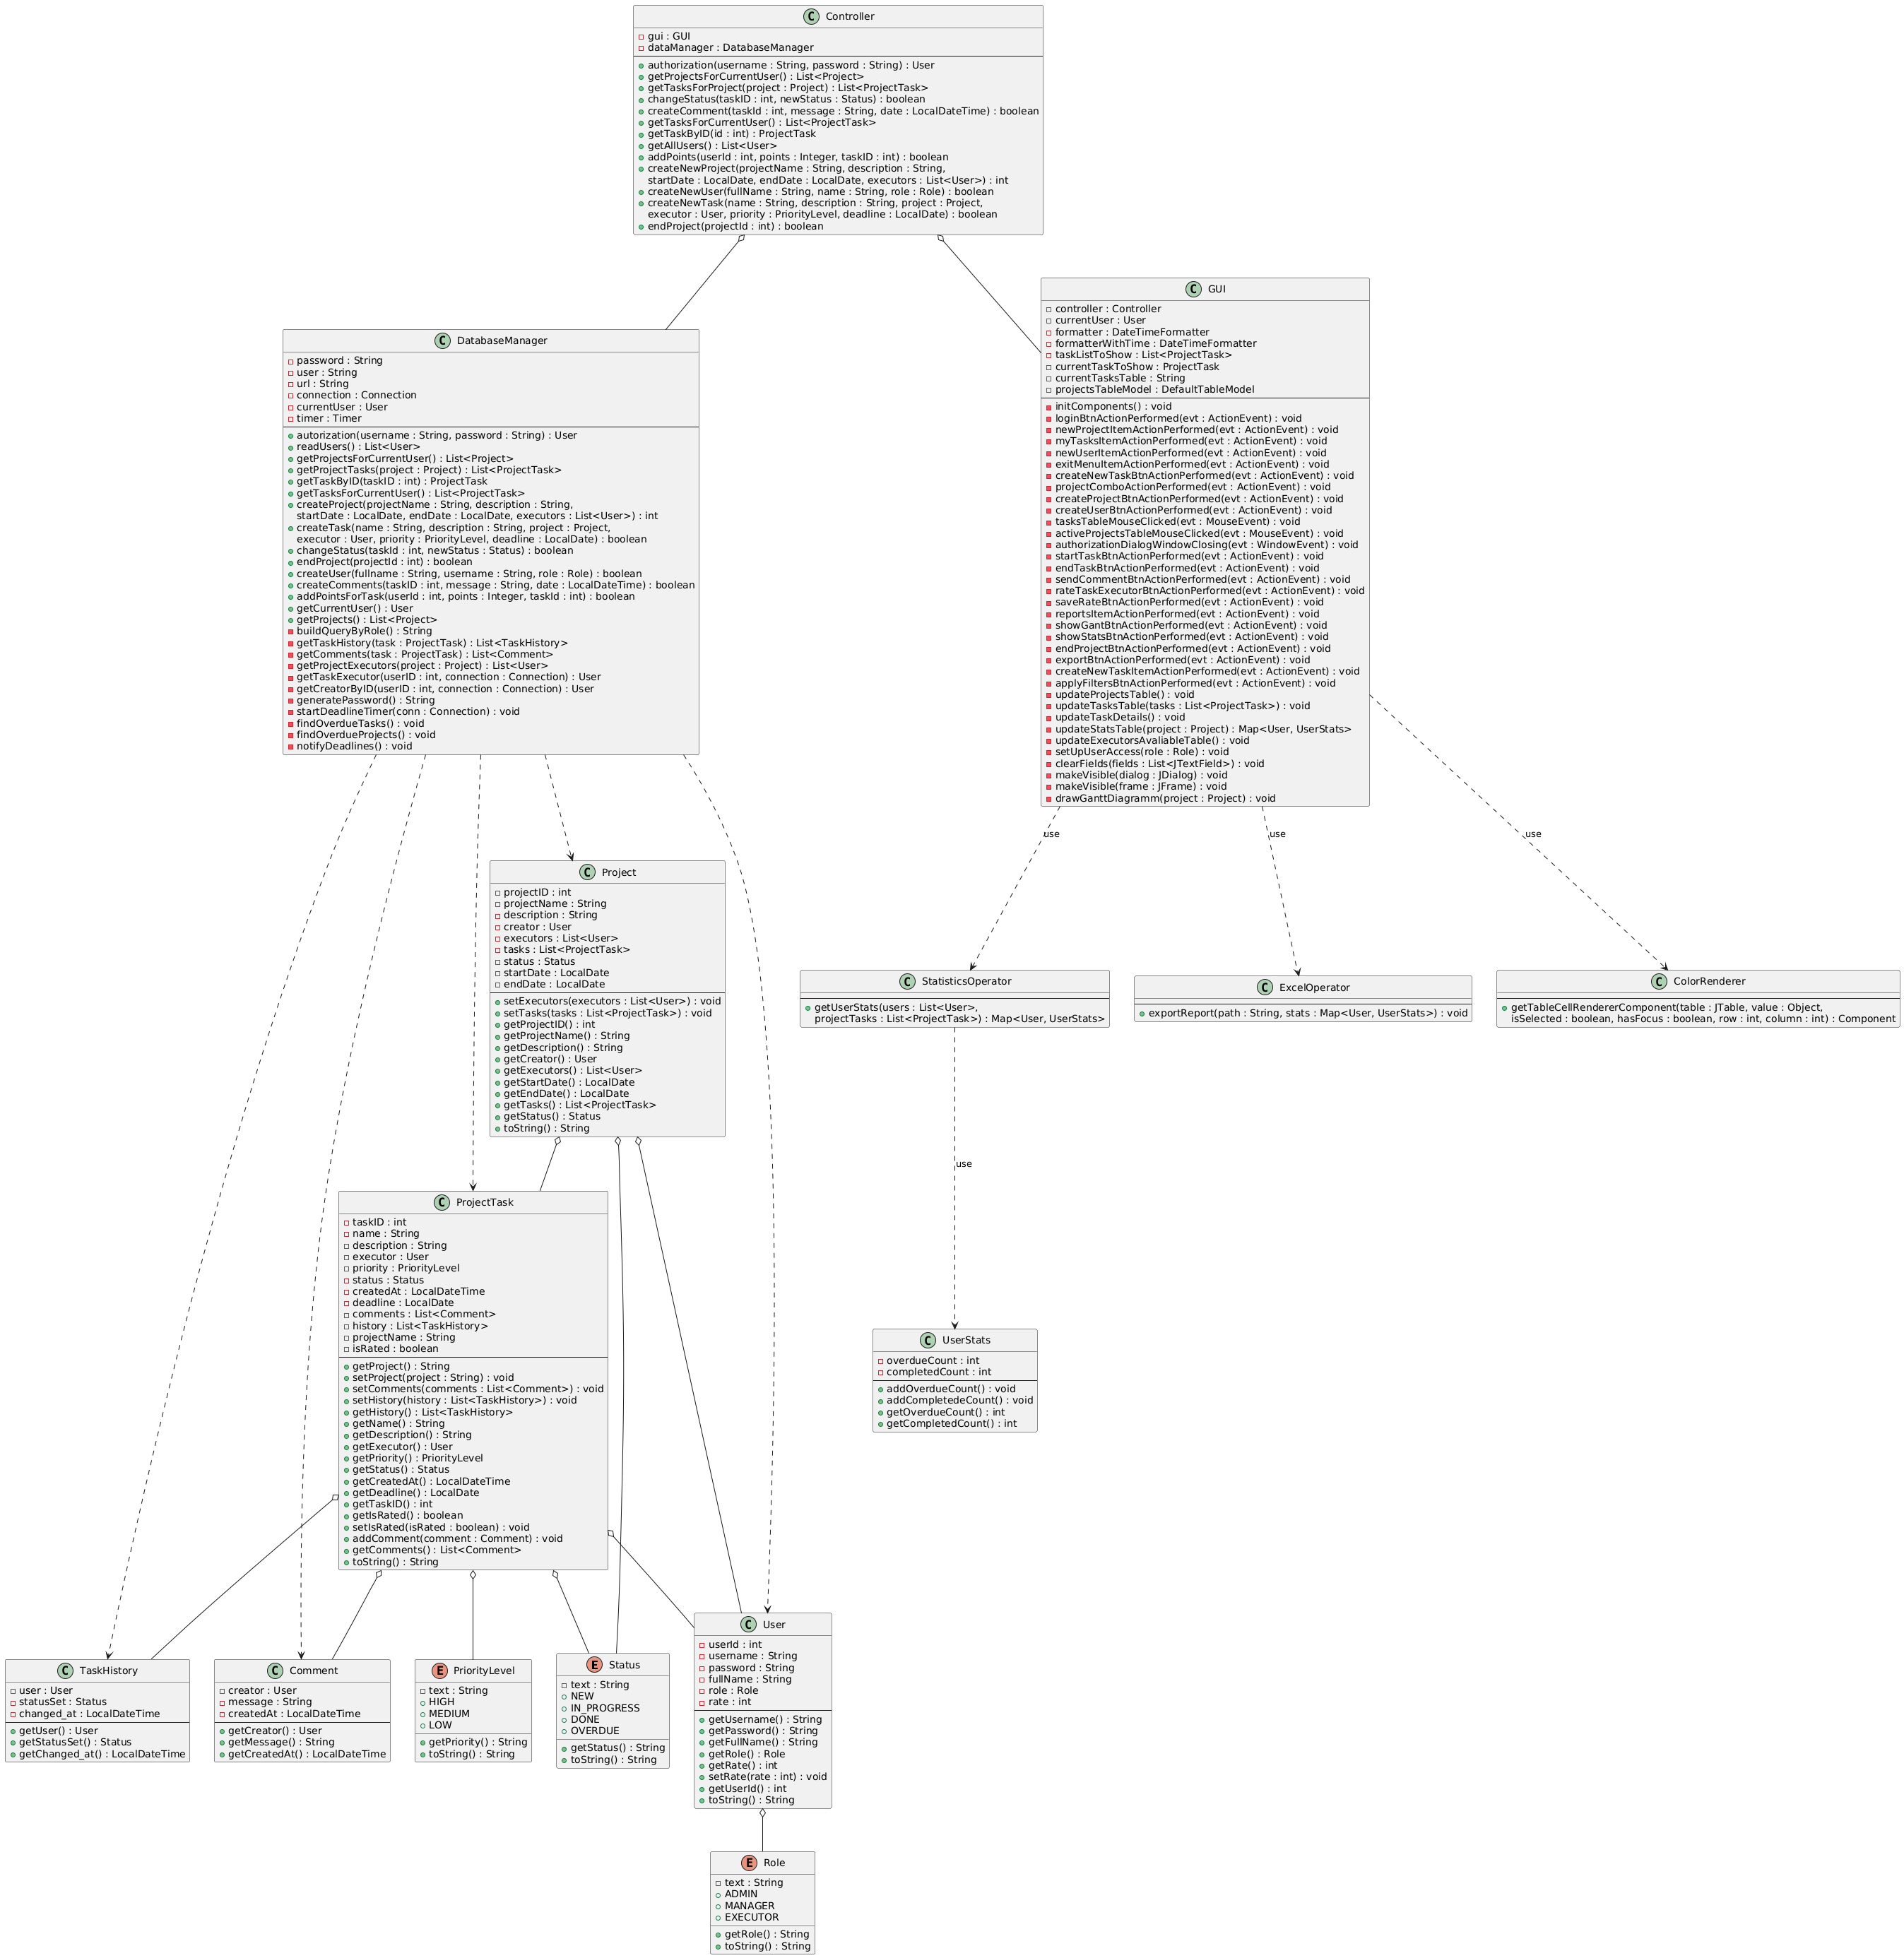 Controller
gui : GUI
dataManager : DatabaseManager
authorization(username : String, password : String) : User
getProjectsForCurrentUser() : List<Project>
getTasksForProject(project : Project) : List<ProjectTask>
changeStatus(taskID : int, newStatus : Status) : boolean
createComment(taskId : int, message : String, date : LocalDateTime) : boolean
getTasksForCurrentUser() : List<ProjectTask>
getTaskByID(id : int) : ProjectTask
getAllUsers() : List<User>
addPoints(userId : int, points : Integer, taskID : int) : boolean
createNewProject(projectName : String, description : String,
startDate : LocalDate, endDate : LocalDate, executors : List<User>) : int
createNewUser(fullName : String, name : String, role : Role) : boolean
createNewTask(name : String, description : String, project : Project,
executor : User, priority : PriorityLevel, deadline : LocalDate) : boolean
endProject(projectId : int) : boolean
DatabaseManager
password : String
user : String
url : String
connection : Connection
currentUser : User
timer : Timer
autorization(username : String, password : String) : User
readUsers() : List<User>
getProjectsForCurrentUser() : List<Project>
getProjectTasks(project : Project) : List<ProjectTask>
getTaskByID(taskID : int) : ProjectTask
getTasksForCurrentUser() : List<ProjectTask>
createProject(projectName : String, description : String,
startDate : LocalDate, endDate : LocalDate, executors : List<User>) : int
createTask(name : String, description : String, project : Project,
executor : User, priority : PriorityLevel, deadline : LocalDate) : boolean
changeStatus(taskId : int, newStatus : Status) : boolean
endProject(projectId : int) : boolean
createUser(fullname : String, username : String, role : Role) : boolean
createComments(taskID : int, message : String, date : LocalDateTime) : boolean
addPointsForTask(userId : int, points : Integer, taskId : int) : boolean
getCurrentUser() : User
getProjects() : List<Project>
buildQueryByRole() : String
getTaskHistory(task : ProjectTask) : List<TaskHistory>
getComments(task : ProjectTask) : List<Comment>
getProjectExecutors(project : Project) : List<User>
getTaskExecutor(userID : int, connection : Connection) : User
getCreatorByID(userID : int, connection : Connection) : User
generatePassword() : String
startDeadlineTimer(conn : Connection) : void
findOverdueTasks() : void
findOverdueProjects() : void
notifyDeadlines() : void
GUI
controller : Controller
currentUser : User
formatter : DateTimeFormatter
formatterWithTime : DateTimeFormatter
taskListToShow : List<ProjectTask>
currentTaskToShow : ProjectTask
currentTasksTable : String
projectsTableModel : DefaultTableModel
initComponents() : void
loginBtnActionPerformed(evt : ActionEvent) : void
newProjectItemActionPerformed(evt : ActionEvent) : void
myTasksItemActionPerformed(evt : ActionEvent) : void
newUserItemActionPerformed(evt : ActionEvent) : void
exitMenuItemActionPerformed(evt : ActionEvent) : void
createNewTaskBtnActionPerformed(evt : ActionEvent) : void
projectComboActionPerformed(evt : ActionEvent) : void
createProjectBtnActionPerformed(evt : ActionEvent) : void
createUserBtnActionPerformed(evt : ActionEvent) : void
tasksTableMouseClicked(evt : MouseEvent) : void
activeProjectsTableMouseClicked(evt : MouseEvent) : void
authorizationDialogWindowClosing(evt : WindowEvent) : void
startTaskBtnActionPerformed(evt : ActionEvent) : void
endTaskBtnActionPerformed(evt : ActionEvent) : void
sendCommentBtnActionPerformed(evt : ActionEvent) : void
rateTaskExecutorBtnActionPerformed(evt : ActionEvent) : void
saveRateBtnActionPerformed(evt : ActionEvent) : void
reportsItemActionPerformed(evt : ActionEvent) : void
showGantBtnActionPerformed(evt : ActionEvent) : void
showStatsBtnActionPerformed(evt : ActionEvent) : void
endProjectBtnActionPerformed(evt : ActionEvent) : void
exportBtnActionPerformed(evt : ActionEvent) : void
createNewTaskItemActionPerformed(evt : ActionEvent) : void
applyFiltersBtnActionPerformed(evt : ActionEvent) : void
updateProjectsTable() : void
updateTasksTable(tasks : List<ProjectTask>) : void
updateTaskDetails() : void
updateStatsTable(project : Project) : Map<User, UserStats>
updateExecutorsAvaliableTable() : void
setUpUserAccess(role : Role) : void
clearFields(fields : List<JTextField>) : void
makeVisible(dialog : JDialog) : void
makeVisible(frame : JFrame) : void
drawGanttDiagramm(project : Project) : void
use
use
use
Project
projectID : int
projectName : String
description : String
creator : User
executors : List<User>
tasks : List<ProjectTask>
status : Status
startDate : LocalDate
endDate : LocalDate
setExecutors(executors : List<User>) : void
setTasks(tasks : List<ProjectTask>) : void
getProjectID() : int
getProjectName() : String
getDescription() : String
getCreator() : User
getExecutors() : List<User>
getStartDate() : LocalDate
getEndDate() : LocalDate
getTasks() : List<ProjectTask>
getStatus() : Status
toString() : String
StatisticsOperator
getUserStats(users : List<User>,
projectTasks : List<ProjectTask>) : Map<User, UserStats>
ExcelOperator
exportReport(path : String, stats : Map<User, UserStats>) : void
ColorRenderer
getTableCellRendererComponent(table : JTable, value : Object,
isSelected : boolean, hasFocus : boolean, row : int, column : int) : Component
use
ProjectTask
taskID : int
name : String
description : String
executor : User
priority : PriorityLevel
status : Status
createdAt : LocalDateTime
deadline : LocalDate
comments : List<Comment>
history : List<TaskHistory>
projectName : String
isRated : boolean
getProject() : String
setProject(project : String) : void
setComments(comments : List<Comment>) : void
setHistory(history : List<TaskHistory>) : void
getHistory() : List<TaskHistory>
getName() : String
getDescription() : String
getExecutor() : User
getPriority() : PriorityLevel
getStatus() : Status
getCreatedAt() : LocalDateTime
getDeadline() : LocalDate
getTaskID() : int
getIsRated() : boolean
setIsRated(isRated : boolean) : void
addComment(comment : Comment) : void
getComments() : List<Comment>
toString() : String
UserStats
overdueCount : int
completedCount : int
addOverdueCount() : void
addCompletedeCount() : void
getOverdueCount() : int
getCompletedCount() : int
TaskHistory
user : User
statusSet : Status
changed_at : LocalDateTime
getUser() : User
getStatusSet() : Status
getChanged_at() : LocalDateTime
Comment
creator : User
message : String
createdAt : LocalDateTime
getCreator() : User
getMessage() : String
getCreatedAt() : LocalDateTime
PriorityLevel
text : String
HIGH
MEDIUM
LOW
getPriority() : String
toString() : String
Status
text : String
NEW
IN_PROGRESS
DONE
OVERDUE
getStatus() : String
toString() : String
User
userId : int
username : String
password : String
fullName : String
role : Role
rate : int
getUsername() : String
getPassword() : String
getFullName() : String
getRole() : Role
getRate() : int
setRate(rate : int) : void
getUserId() : int
toString() : String
Role
text : String
ADMIN
MANAGER
EXECUTOR
getRole() : String
toString() : String